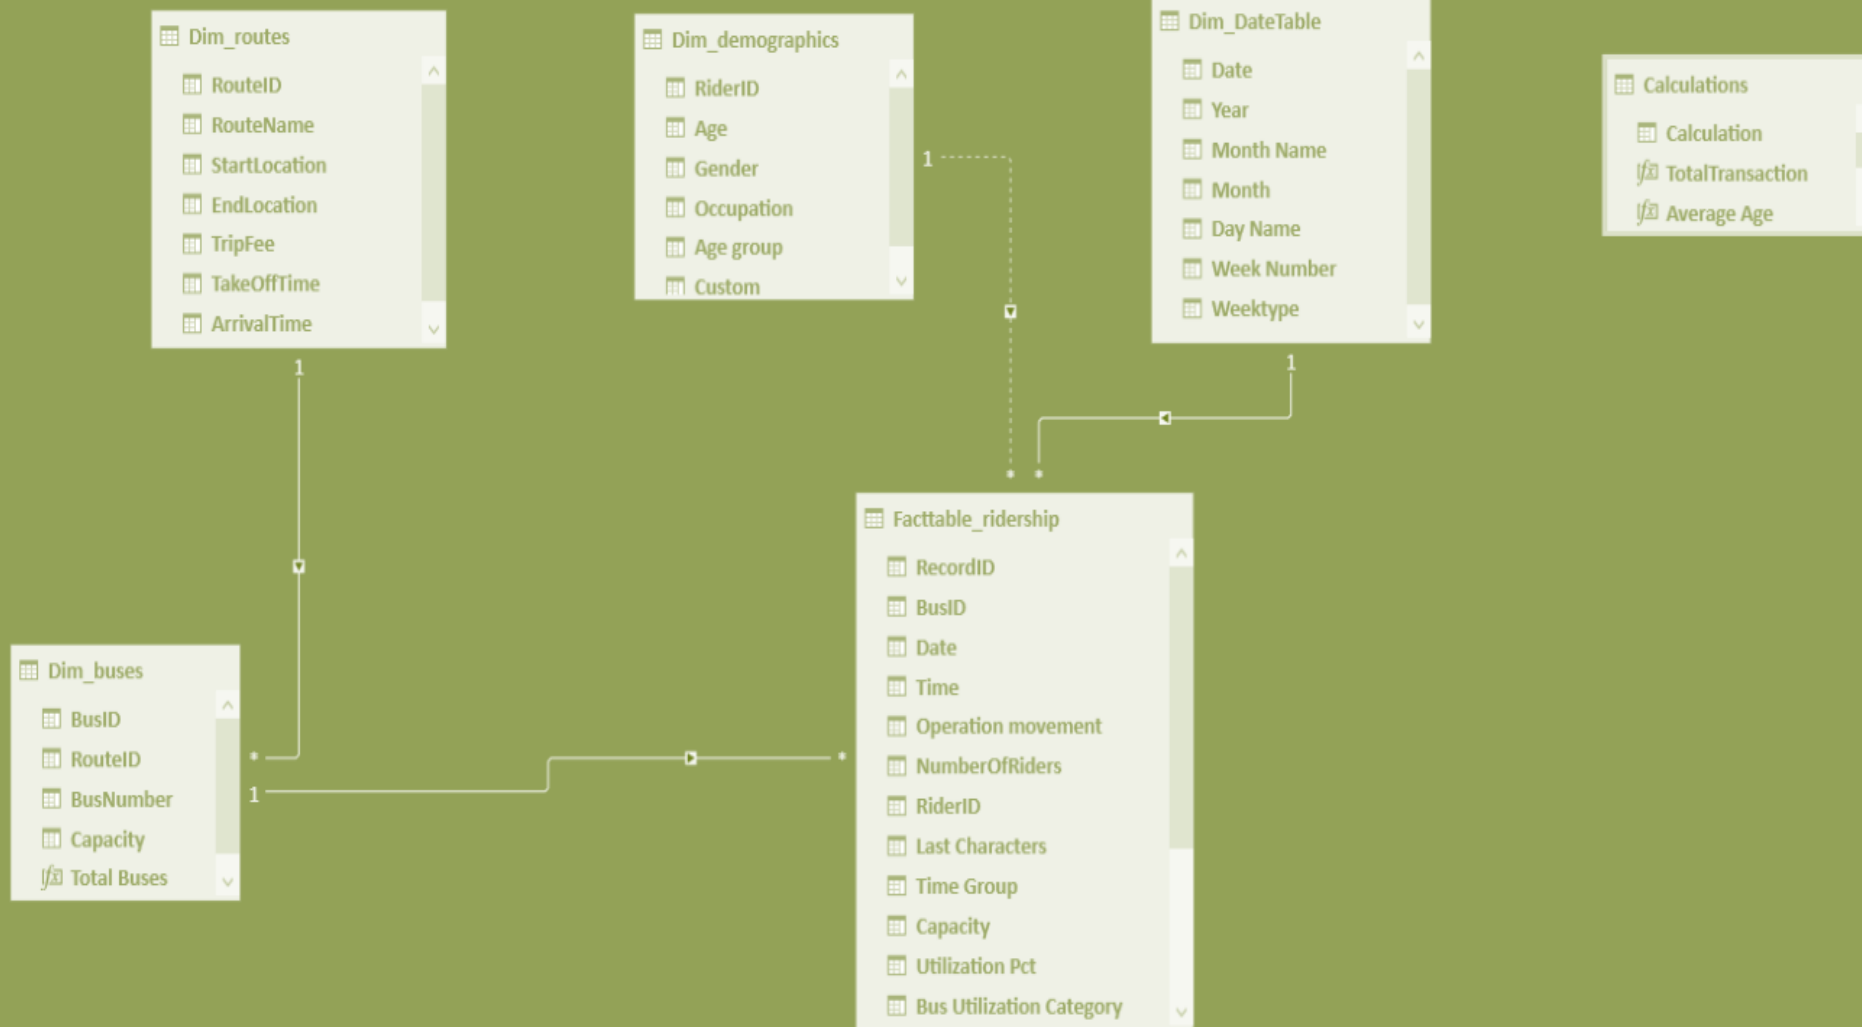 Dim_routes
RouteID
RouteName
StartLocation
EndLocation
TripFee
TakeOffTime
ArrivalTime
1
Dim_demographics
RiderID
Age
Gender
Occupation
Age group
Custom
1
Dim_DateTable
Date
Year
Month Name
Month
Day Name
Week Number
Weektype
1
Calculations
Calculation
TotalTransaction
Average Age
* *
Dim_buses
BusID
RouteID
BusNumber
Capacity
Total Buses
*
1
*
Facttable_ridership
RecordID
BusID
Date
Time
Operation movement
NumberOfRiders
RiderID
Last Characters
Time Group
Capacity
Utilization Pct
Bus Utilization Category